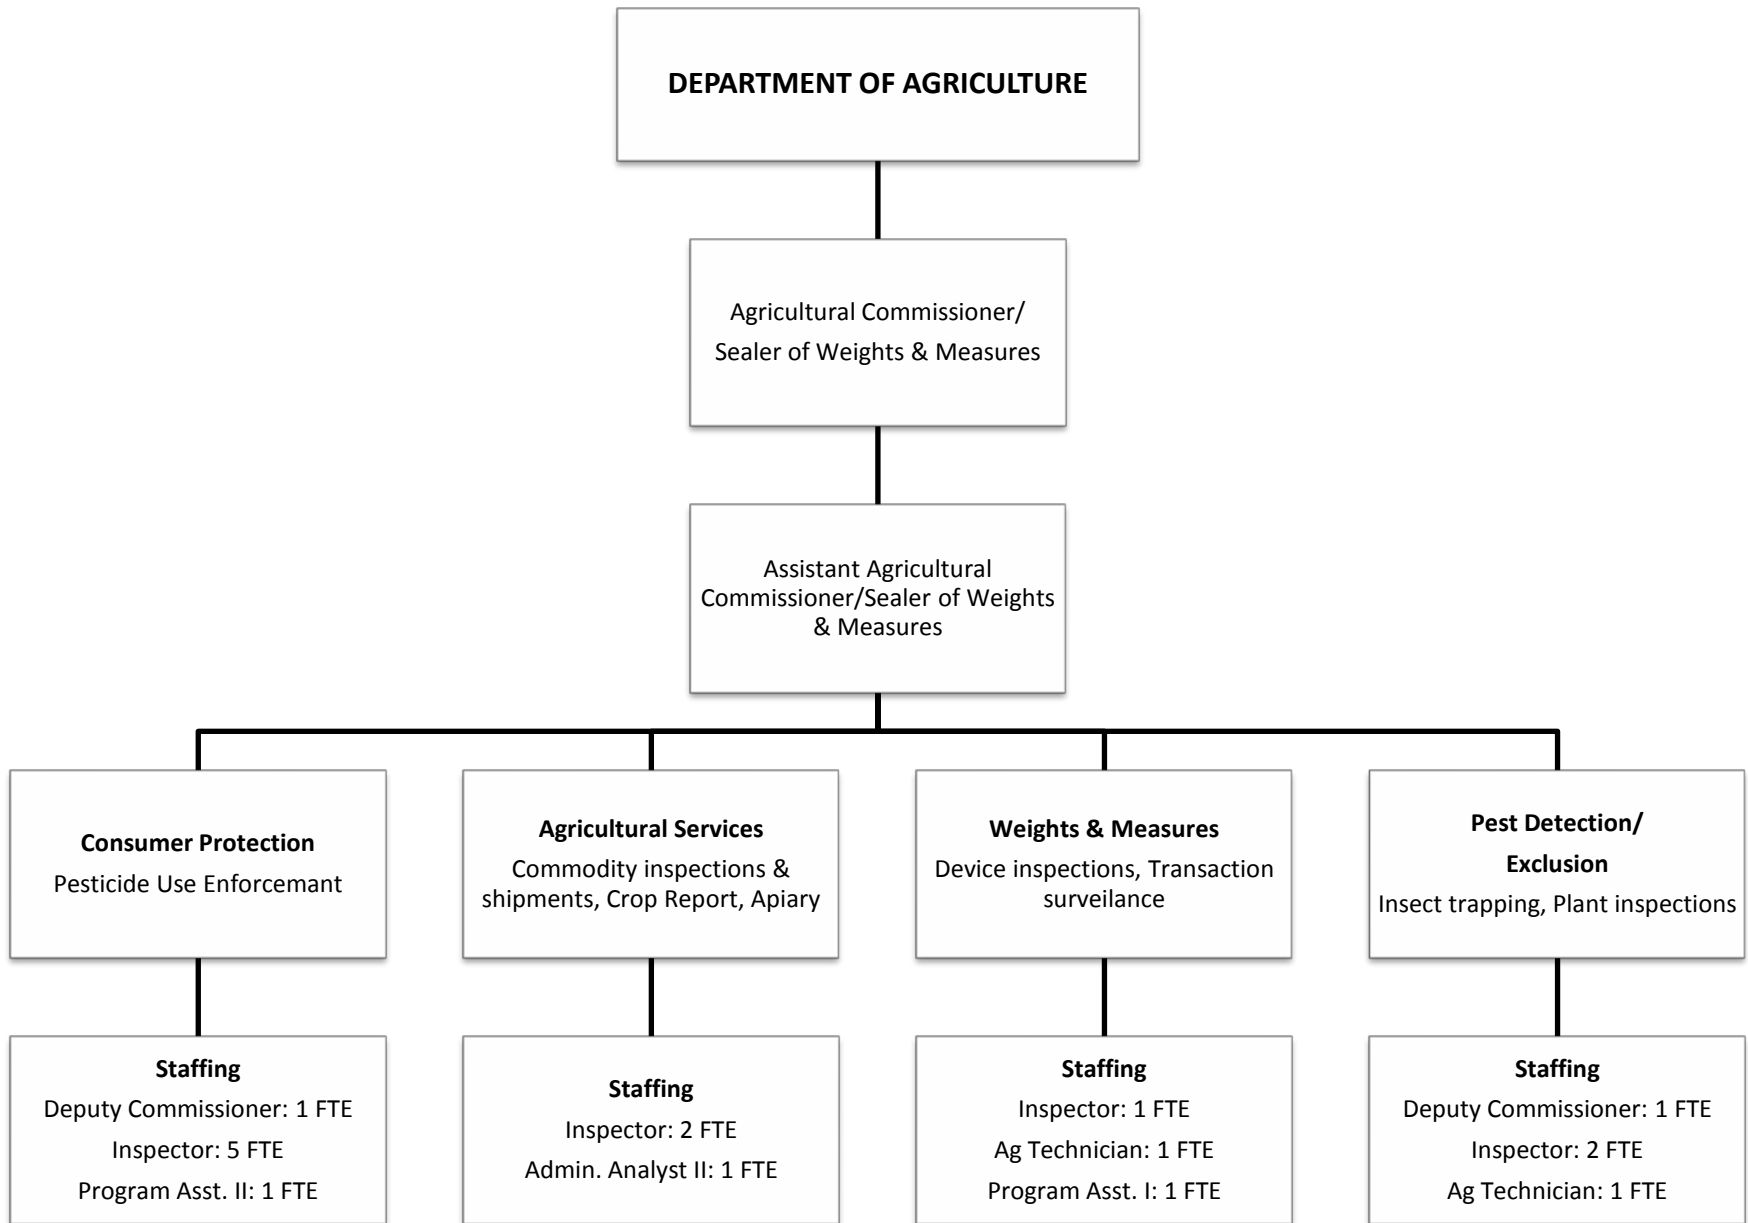 DEPARTMENT OF AGRICULTURE
Agricultural Commissioner/
Sealer of Weights & Measures
Assistant Agricultural
Commissioner/Sealer of Weights
& Measures
Consumer Protection
Pesticide Use Enforcemant
Agricultural Services
Commodity inspections &
shipments, Crop Report, Apiary
Weights & Measures
Device inspections, Transaction
surveilance
Pest Detection/
Exclusion
Insect trapping, Plant inspections
Staffing
Deputy Commissioner: 1 FTE
Inspector: 5 FTE
Program Asst. II: 1 FTE
Staffing
Inspector: 2 FTE
Admin. Analyst II: 1 FTE
Staffing
Inspector: 1 FTE
Ag Technician: 1 FTE
Program Asst. I: 1 FTE
Staffing
Deputy Commissioner: 1 FTE
Inspector: 2 FTE
Ag Technician: 1 FTE